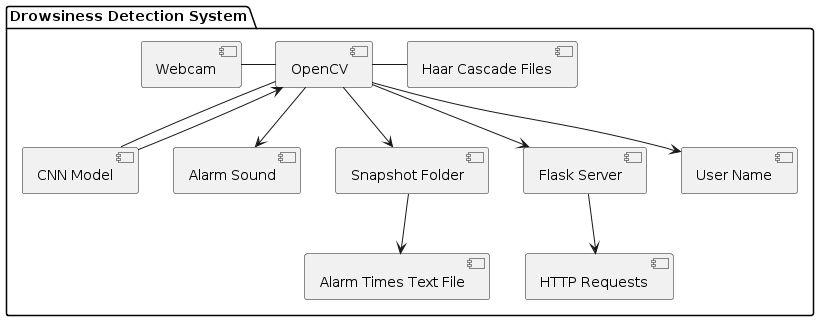 Drowsiness Detection System
Webcam
OpenCV
Haar Cascade Files
CNN Model
Alarm Sound
Snapshot Folder
Flask Server
User Name
Alarm Times Text File
HTTP Requests